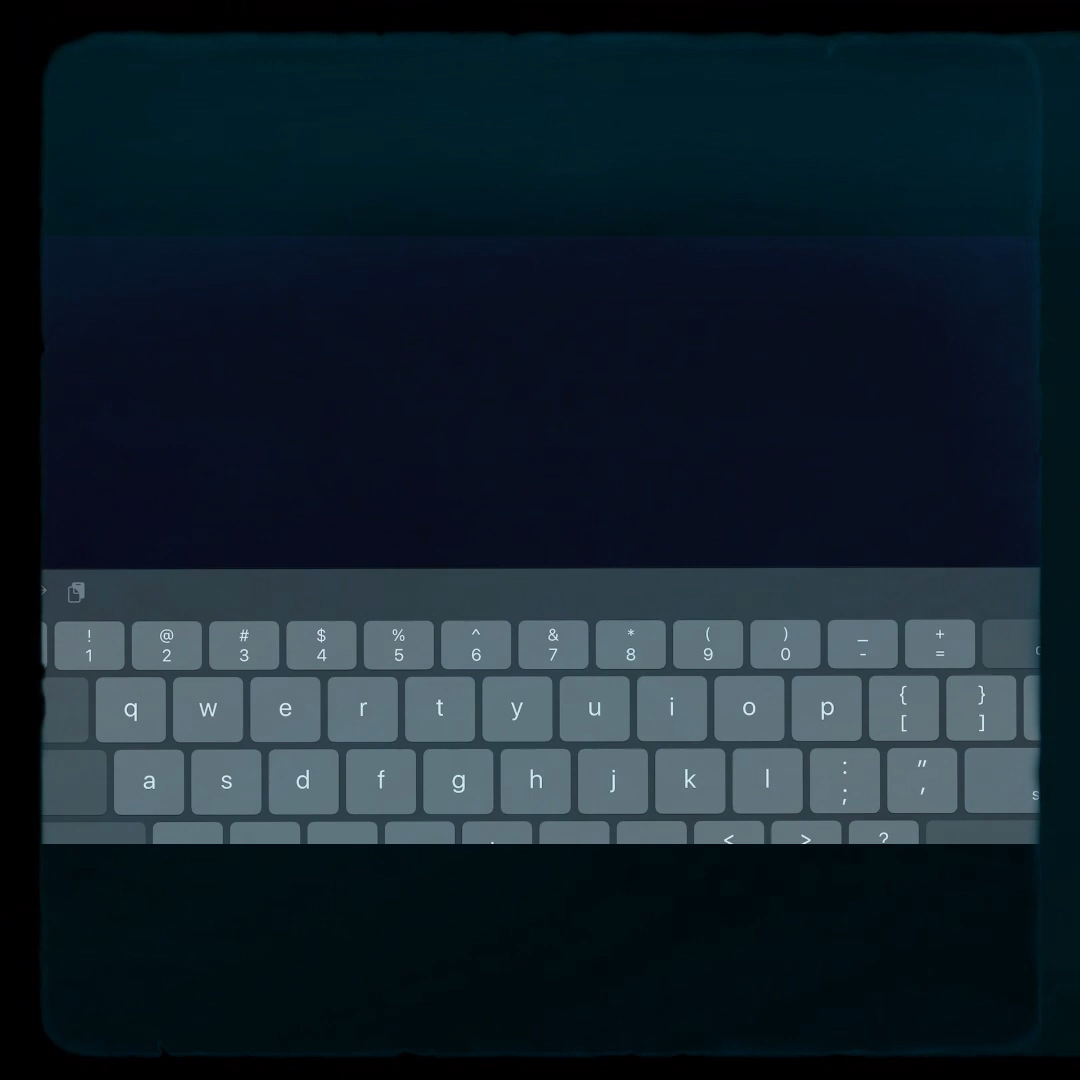 ! @ # $ % ^ & * ( ) _ +
1 2 3 4 5 6 7 8 9 0 - =
q w e r t y u i o p { }
[ ]
a s d f g h j k l : "
; '
< > ?